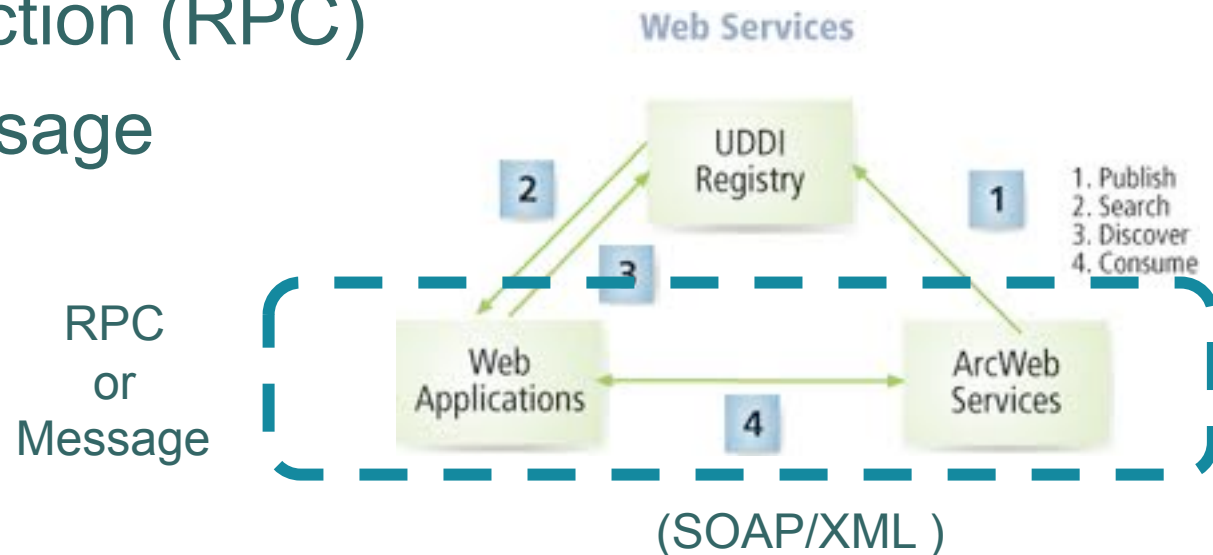 ction (RPC)
sage
Web Services
UDDI
Registry
2
1
1. Publish
2. Search
3. Discover
4. Consume
3
RPC
or
Message
Web
Applications
4
ArcWeb
Services
(SOAP/XML )